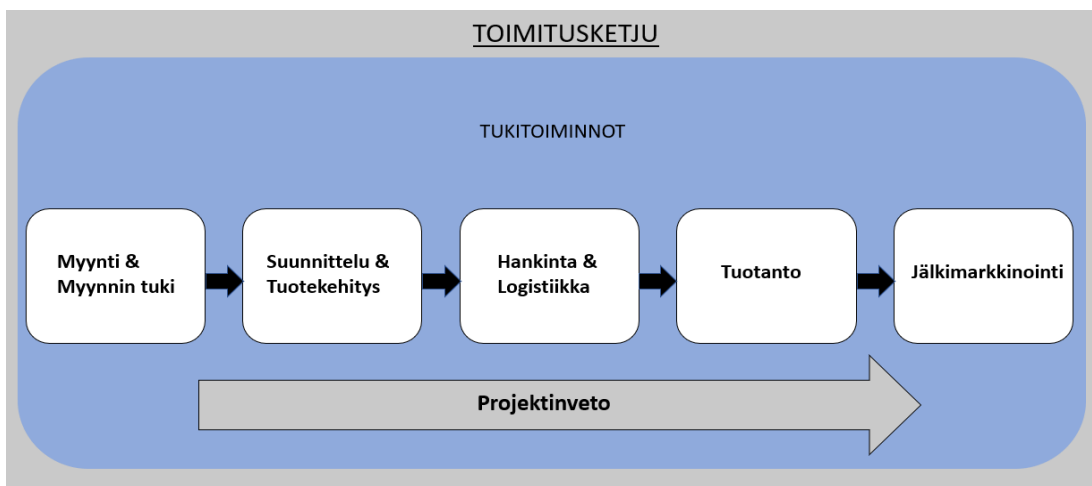 TOIMITUSKETJU
TUKITOIMINNOT
Myynti &
Myynnin tuki
Suunnittelu &
Tuotekehitys
Hankinta &
Logistiikka
Tuotanto
Jälkimarkkinointi
Projektinveto